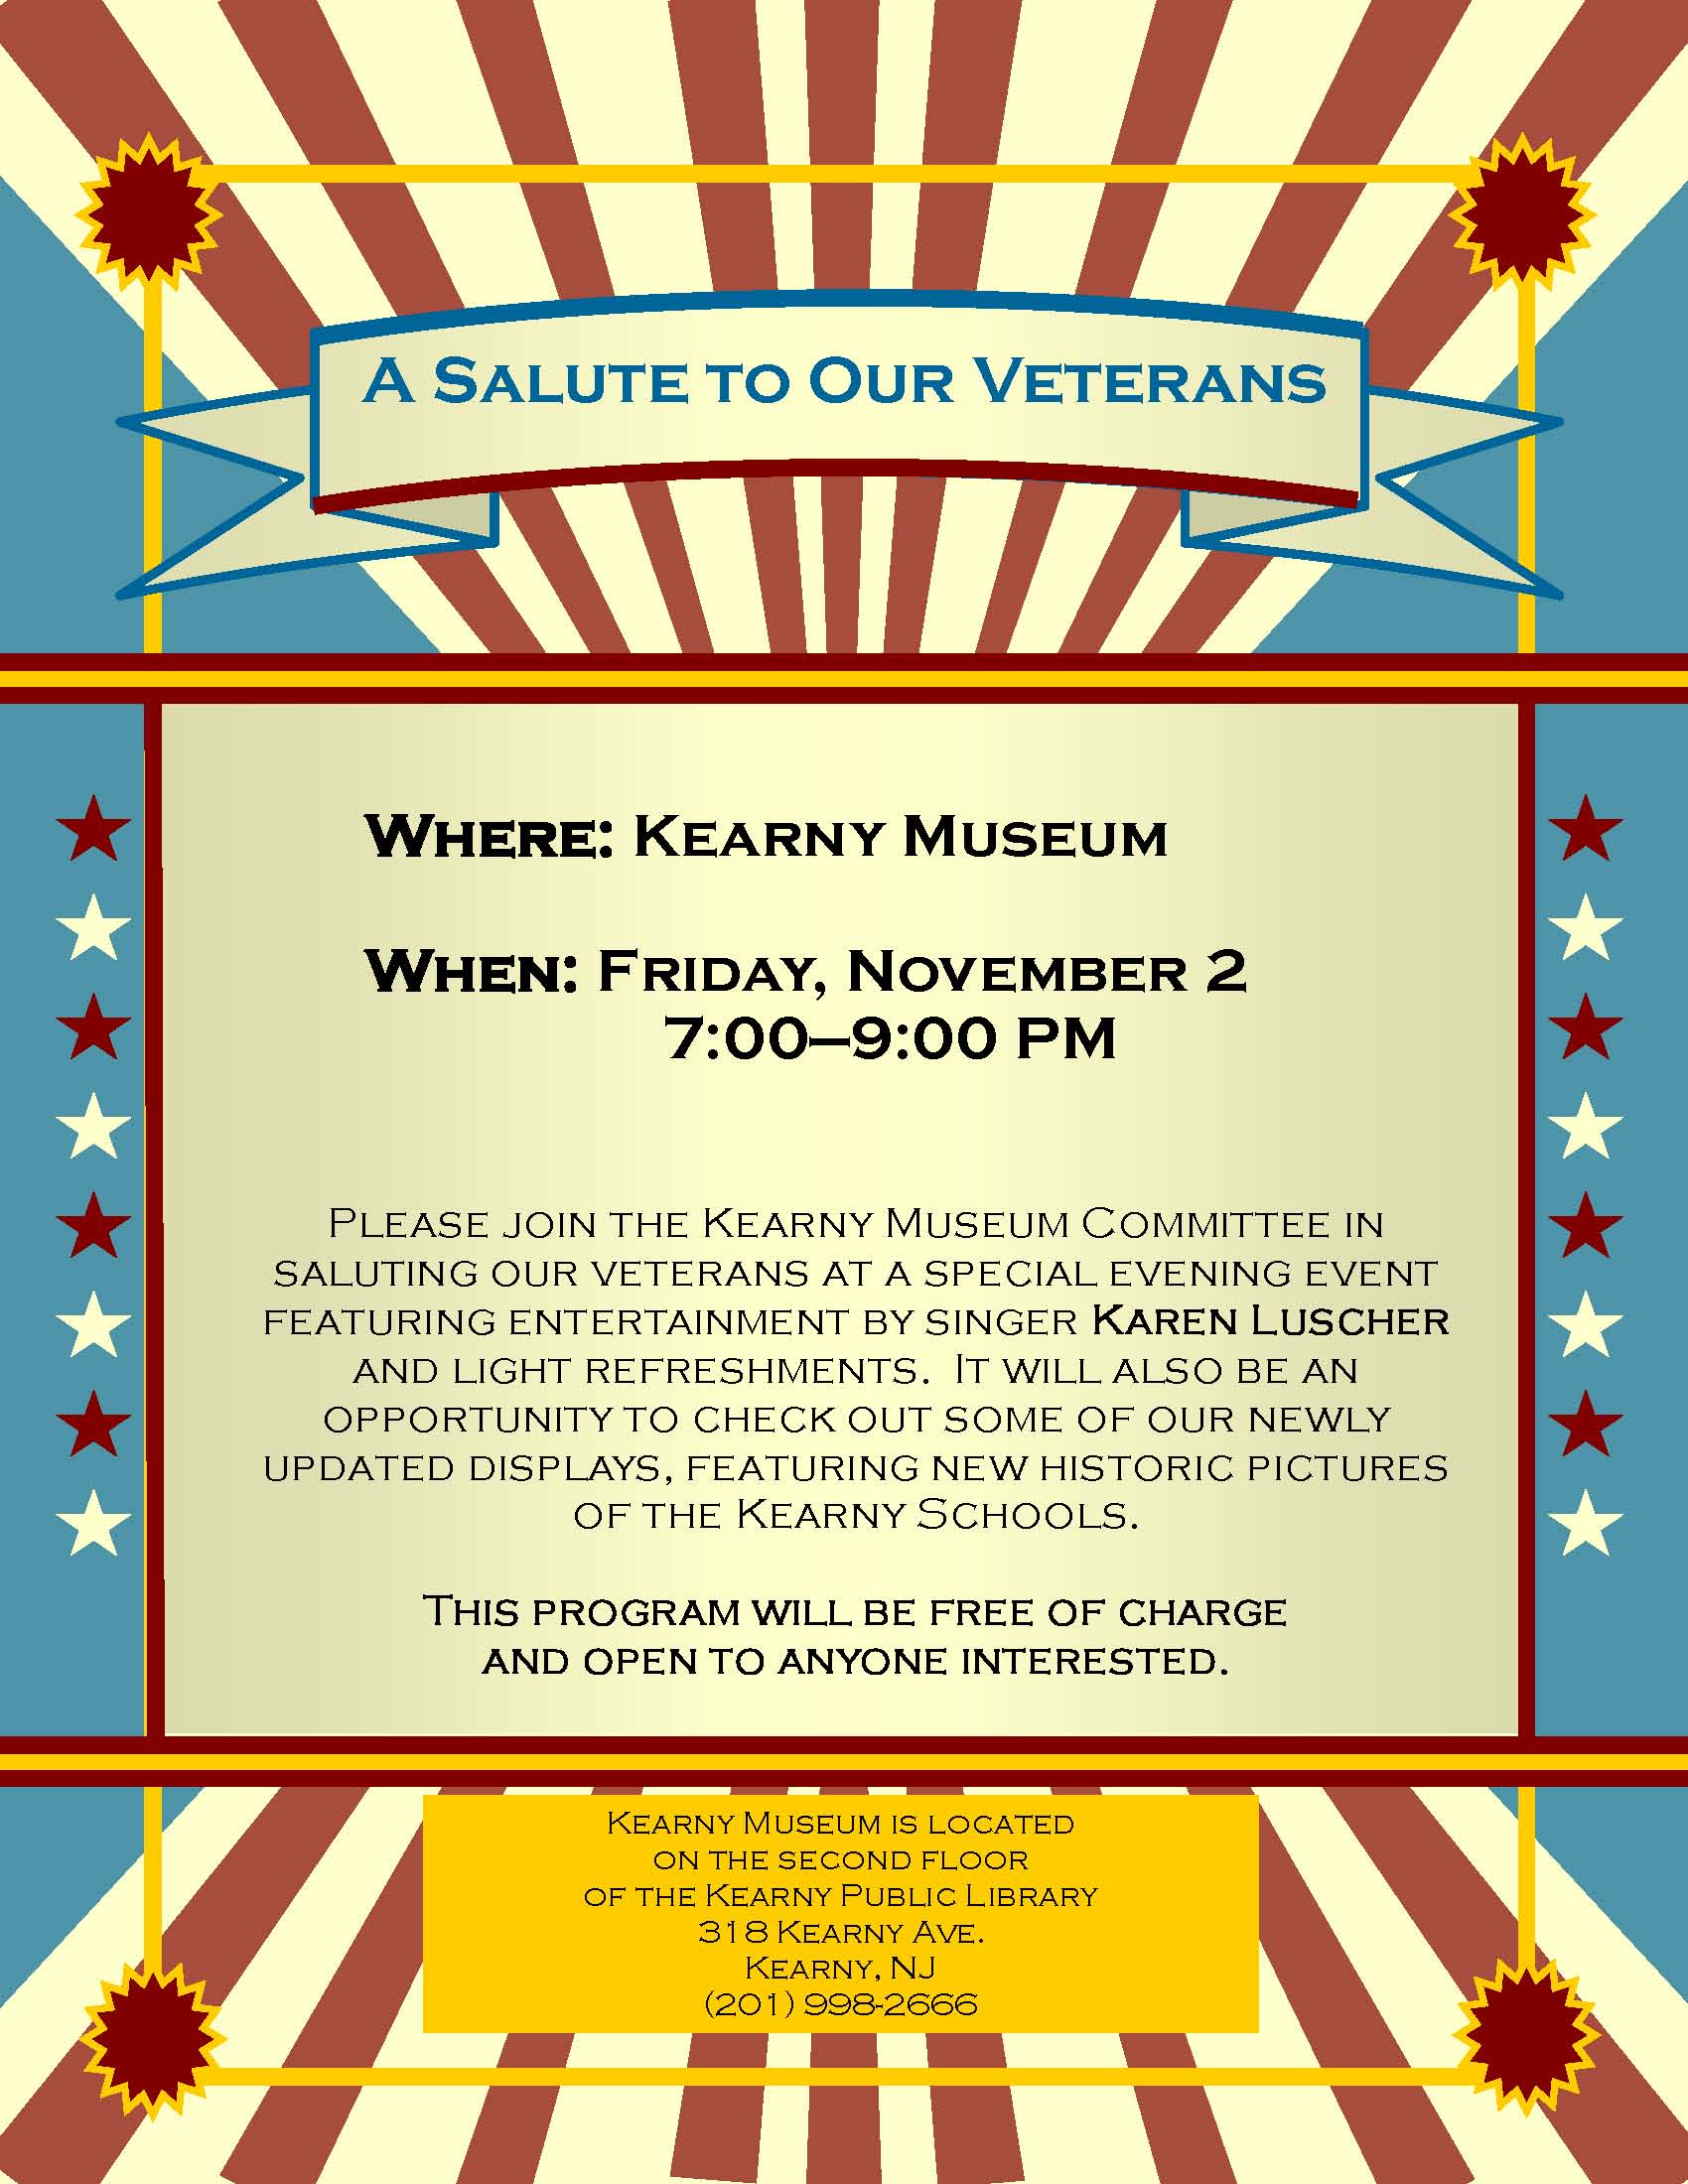 A Salute to Our Veterans
Where: Kearny Museum
When: Friday, November 2
7:00–9:00 PM
Please join the Kearny Museum Committee in
saluting our veterans at a special evening event
featuring entertainment by singer Karen Luscher
and light refreshments. It will also be an
opportunity to check out some of our newly
updated displays, featuring new historic pictures
of the Kearny Schools.
This program will be free of charge
and open to anyone interested.
Kearny Museum is located
on the second floor
of the Kearny Public Library
318 Kearny Ave.
Kearny, NJ
(201) 998-2666